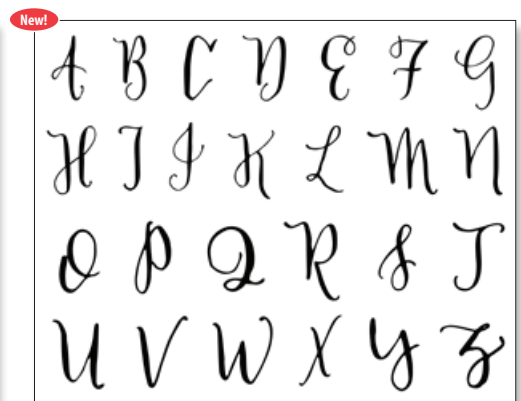 New!
A B C D E F G
H I J K L M N
O P Q R S T
U V W X Y Z